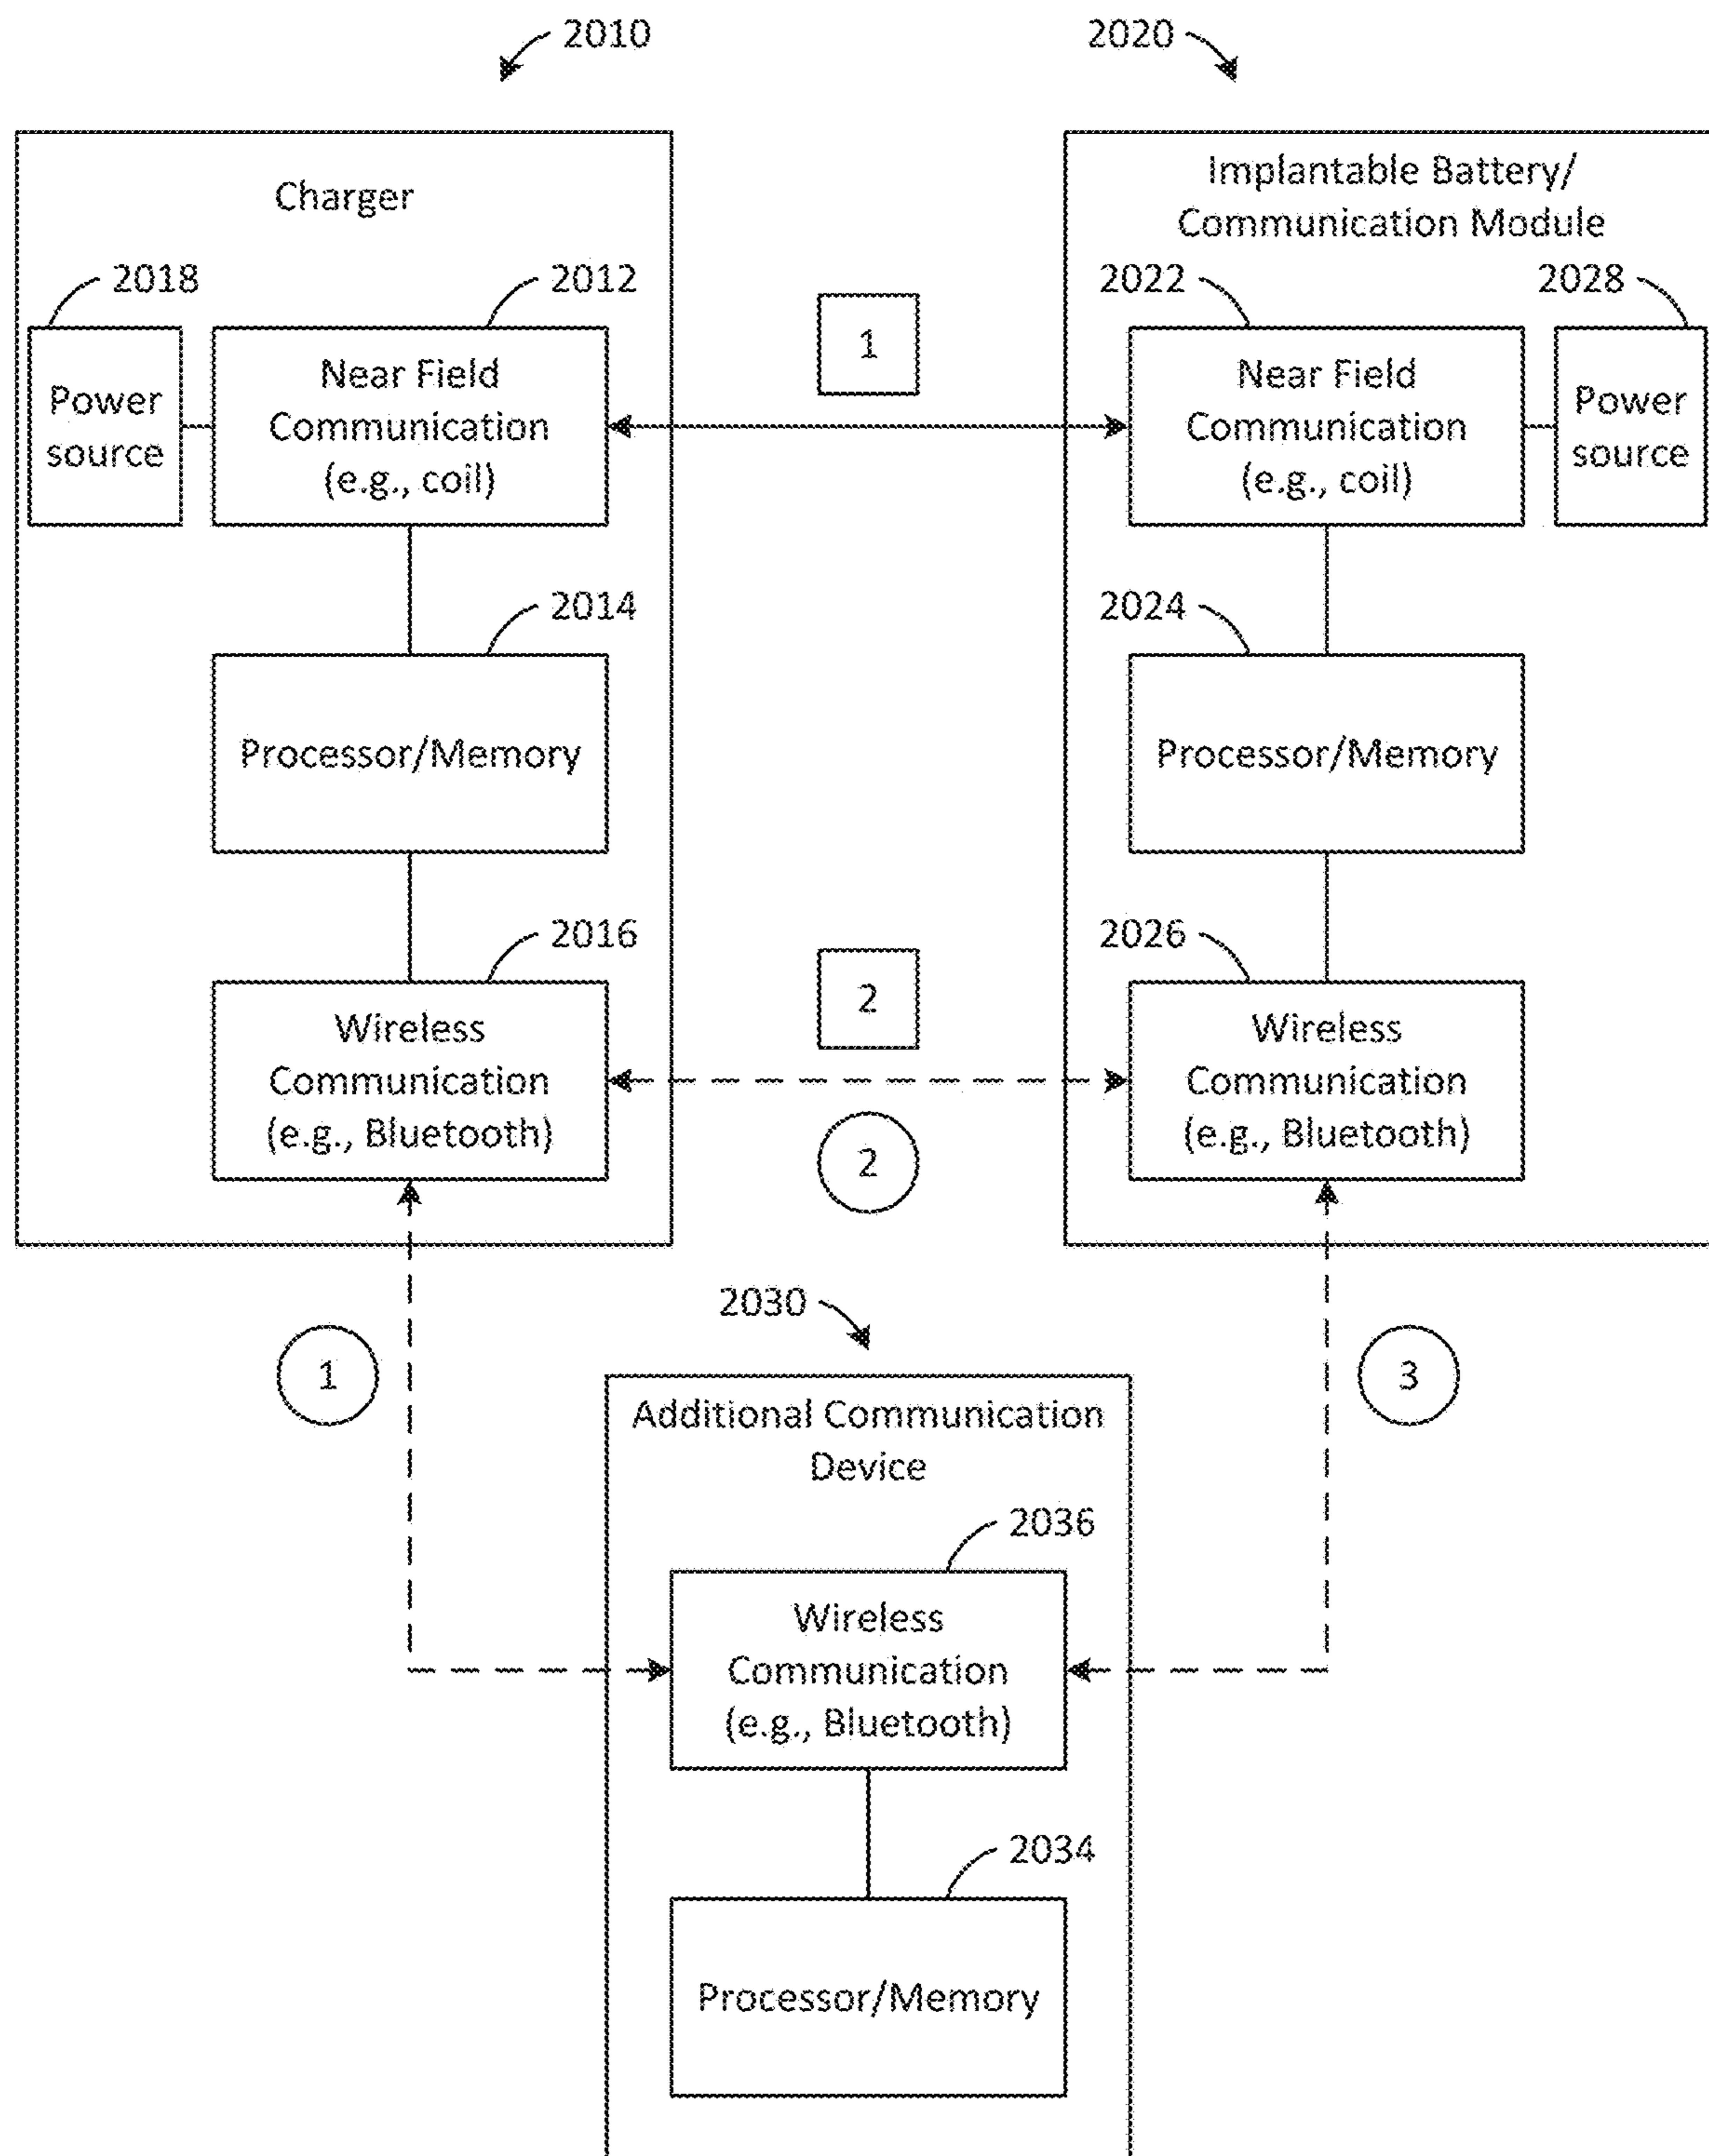 2010
2020
Charger
Implantable Battery/
Communication Module
2018
2012
1
2022
2028
Power
source
Near Field
Communication
(e.g., coil)
Near Field
Communication
(e.g., coil)
Power
source
2014
2024
Processor/Memory
Processor/Memory
2016
2
2026
Wireless
Communication
(e.g., Bluetooth)
Wireless
Communication
(e.g., Bluetooth)
2
2030
1
3
Additional Communication
Device
2036
Wireless
Communication
(e.g., Bluetooth)
2034
Processor/Memory